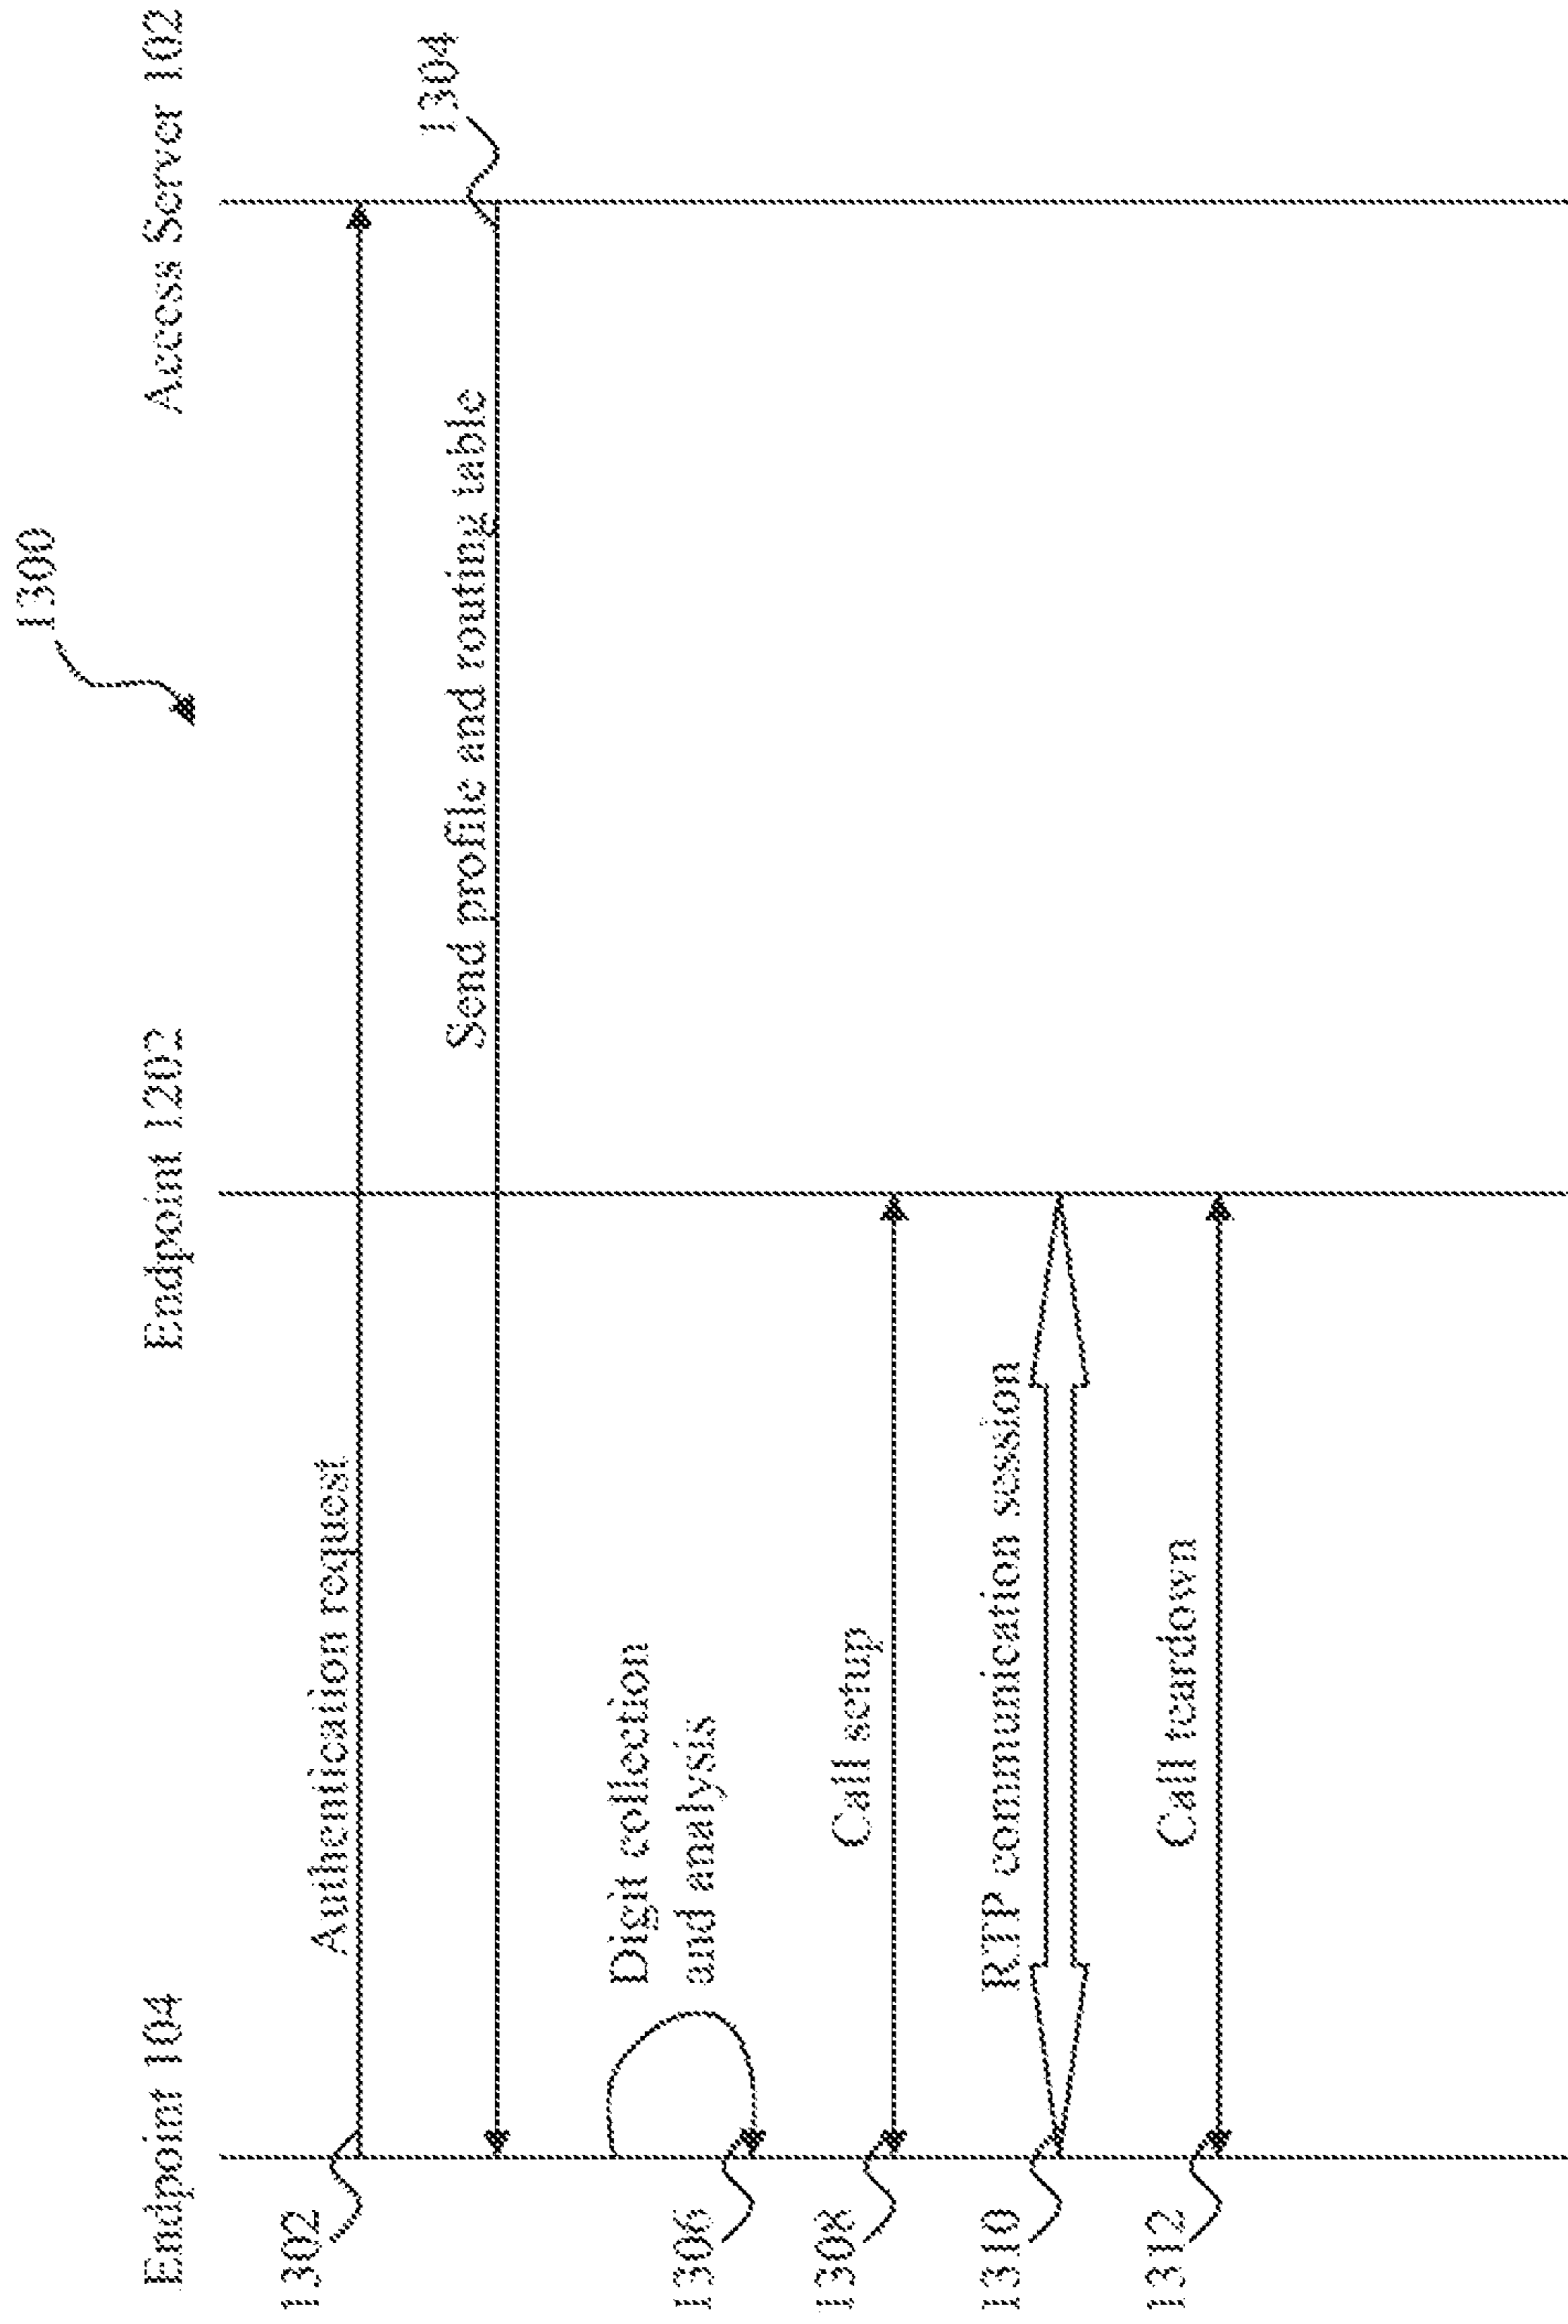 1300
Endpoint 104
Endpoint 1202
Access Server 102
1302
Authentication request
1304
Send profile and routing table
Digit collection
and analysis
1306
Call setup
1308
RTP communication session
1310
Call teardown
1312